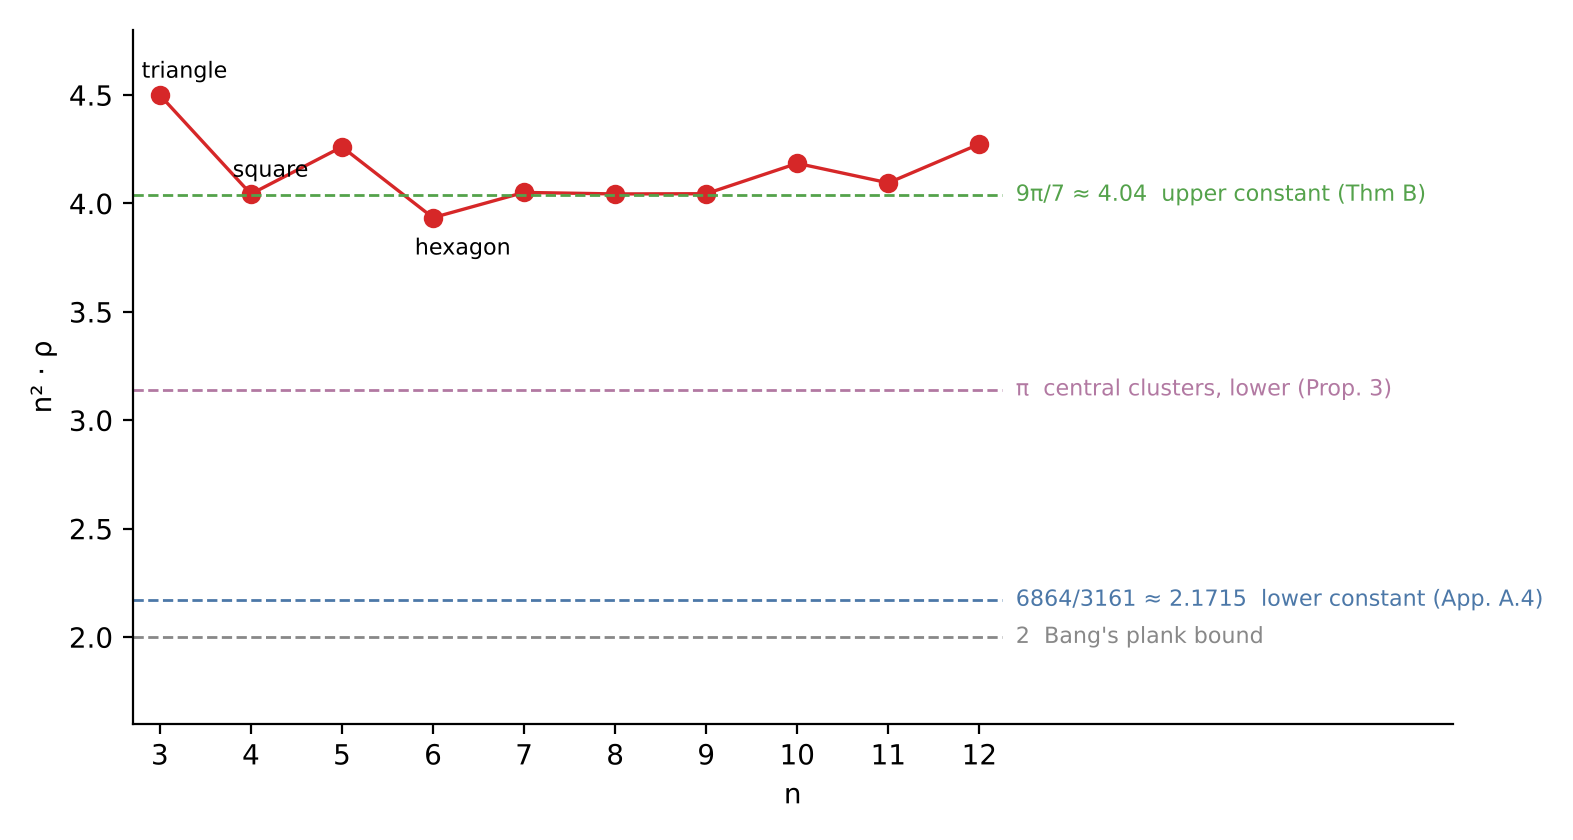 triangle
4.5
square
4.0
9π/7 ≈ 4.04  upper constant (Thm B)
hexagon
3.5
n² · ρ
π  central clusters, lower (Prop. 3)
3.0
2.5
6864/3161 ≈ 2.1715  lower constant (App. A.4)
2.0
2  Bang's plank bound
3 4 5 6 7 8 9 10 11 12
n